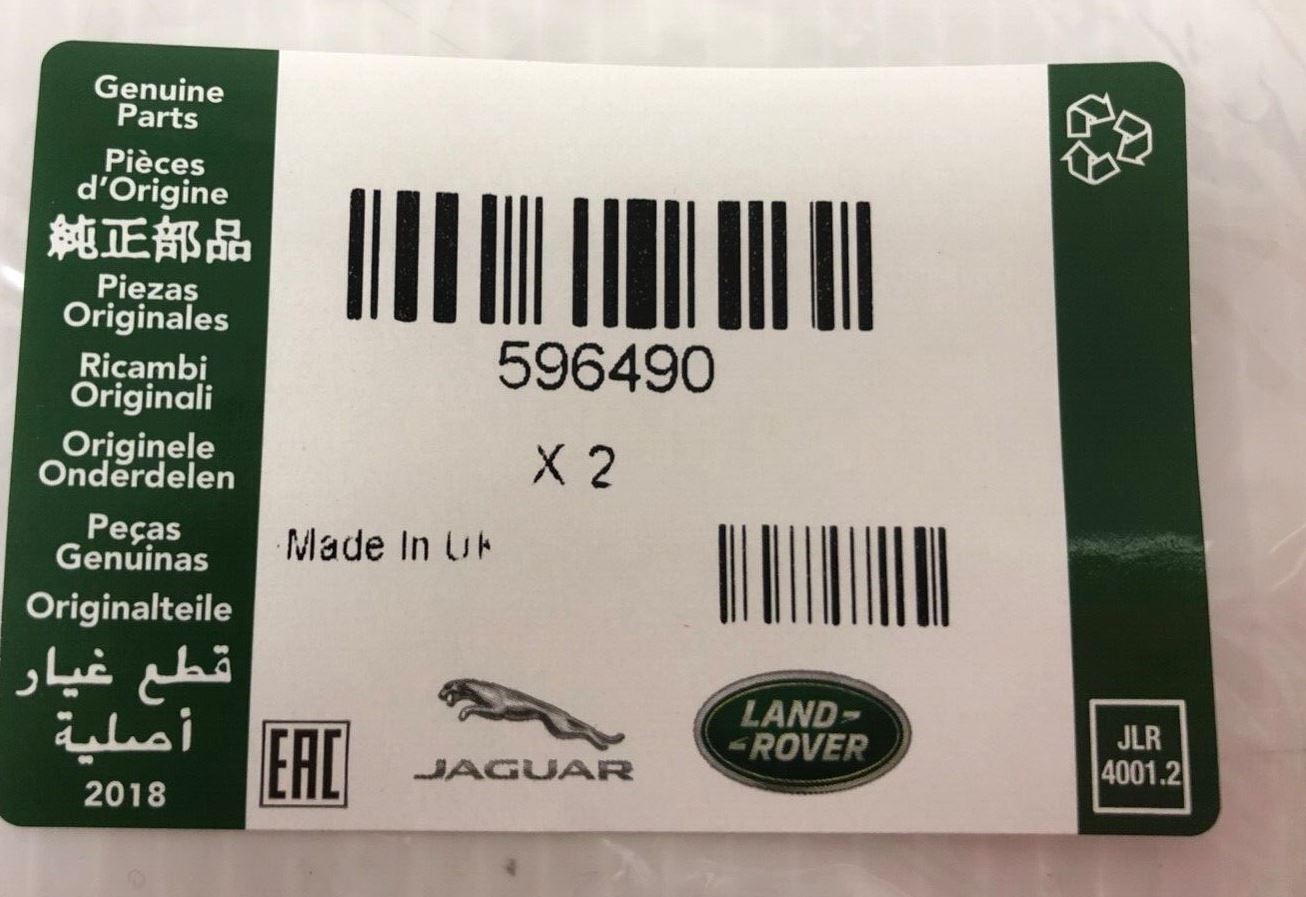 Genuine
Parts
Pièces
d'Origine
純正部品
Piezas
Originales
Ricambi
Originali
Originele
Onderdelen
Peças
Genuinas
Originalteile
قطع غيار
أصلية
2018
596490
X 2
Made In UK
EAC
JAGUAR
LAND-
-ROVER
JLR
4001.2